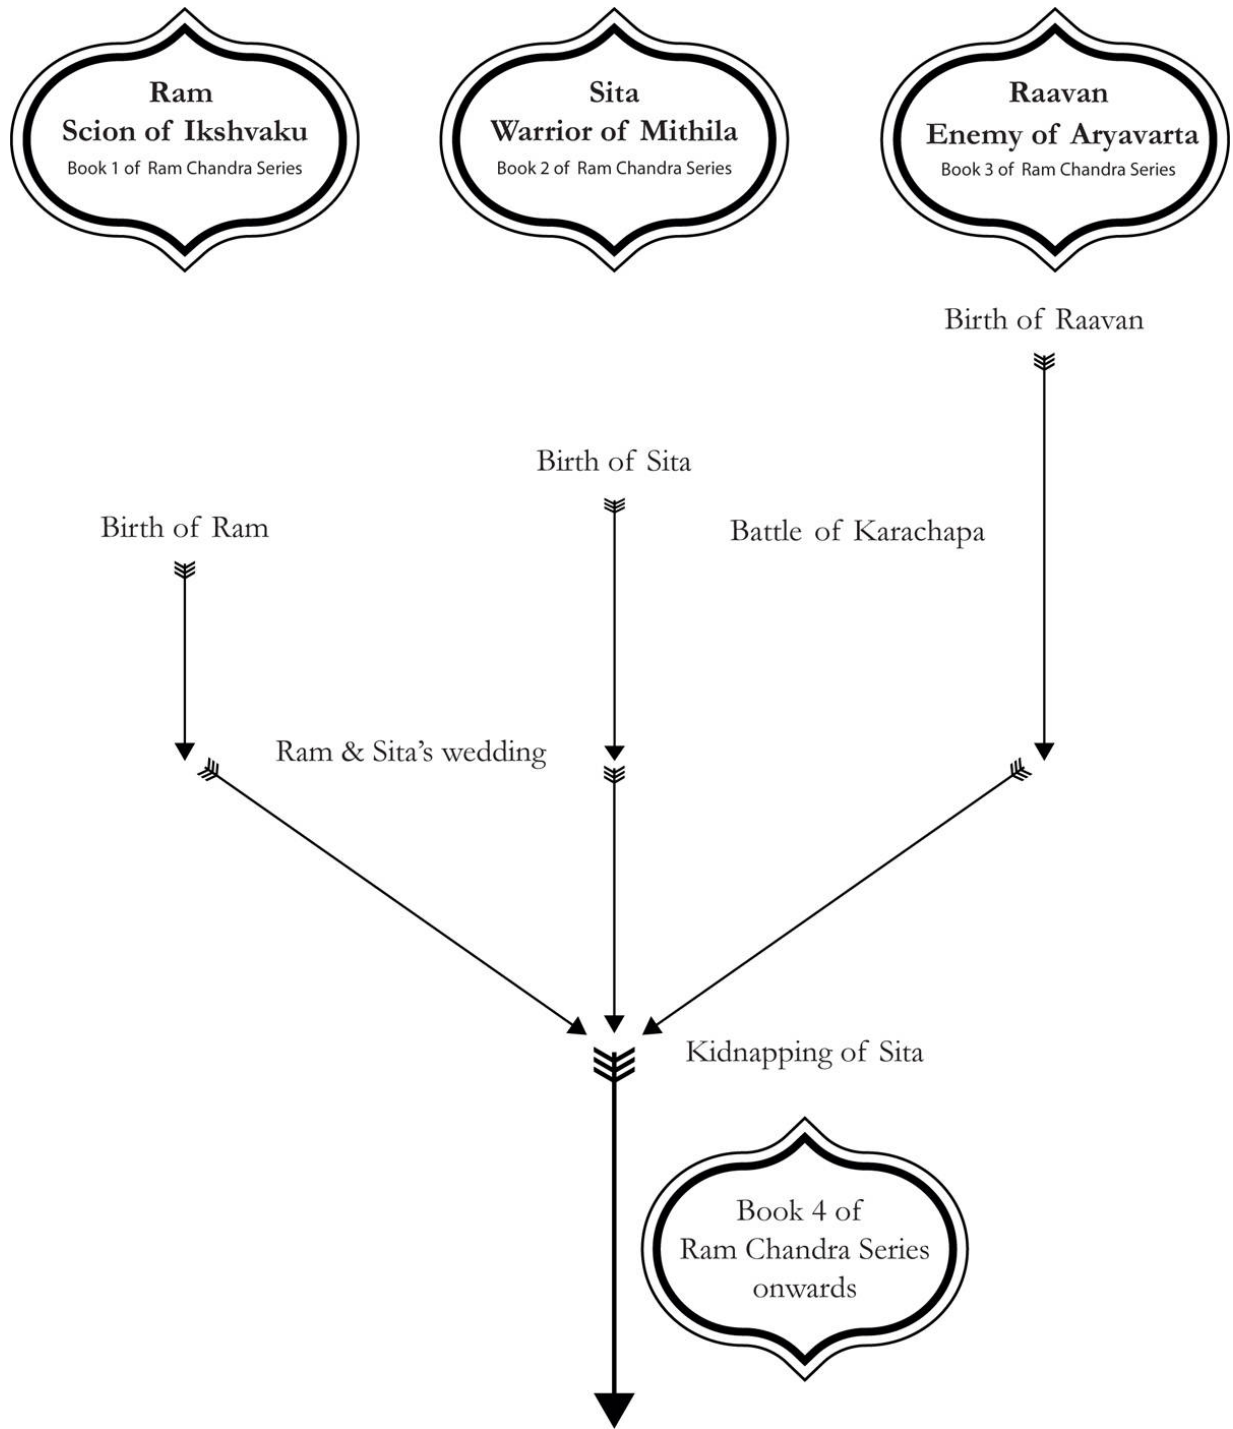 Ram
Scion of Ikshvaku
Book 1 of Ram Chandra Series
Sita
Warrior of Mithila
Book 2 of Ram Chandra Series
Raavan
Enemy of Aryavarta
Book 3 of Ram Chandra Series
Birth of Raavan
Birth of Sita
Birth of Ram
Battle of Karachapa
Ram & Sita’s wedding
Kidnapping of Sita
Book 4 of
Ram Chandra Series
onwards